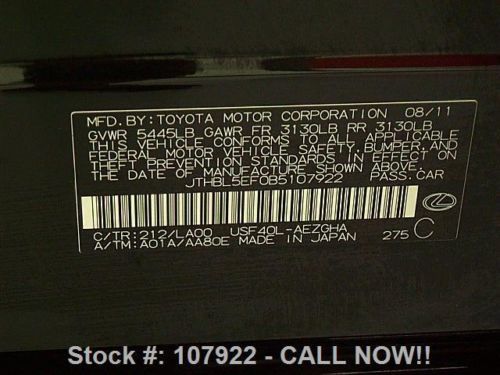 MFD.BY:TOYOTA MOTOR CORPORATION 08/11
GVWR 5445LB GAWR FR 3130LB RR 3130LB
THIS VEHICLE CONFORMS TO ALL APPLICABLE
FEDERAL MOTOR VEHICLE SAFETY,BUMPER,AND
THEFT PREVENTION STANDARDS IN EFFECT ON
THE DATE OF MANUFACTURE SHOWN ABOVE.
JTHBL5EF0B5107922 PASS.CAR
C/TR:212/LA00 USF40L-AEZGHA
A/TM:A01A/AA80E MADE IN JAPAN 275 C
Stock #: 107922 - CALL NOW!!